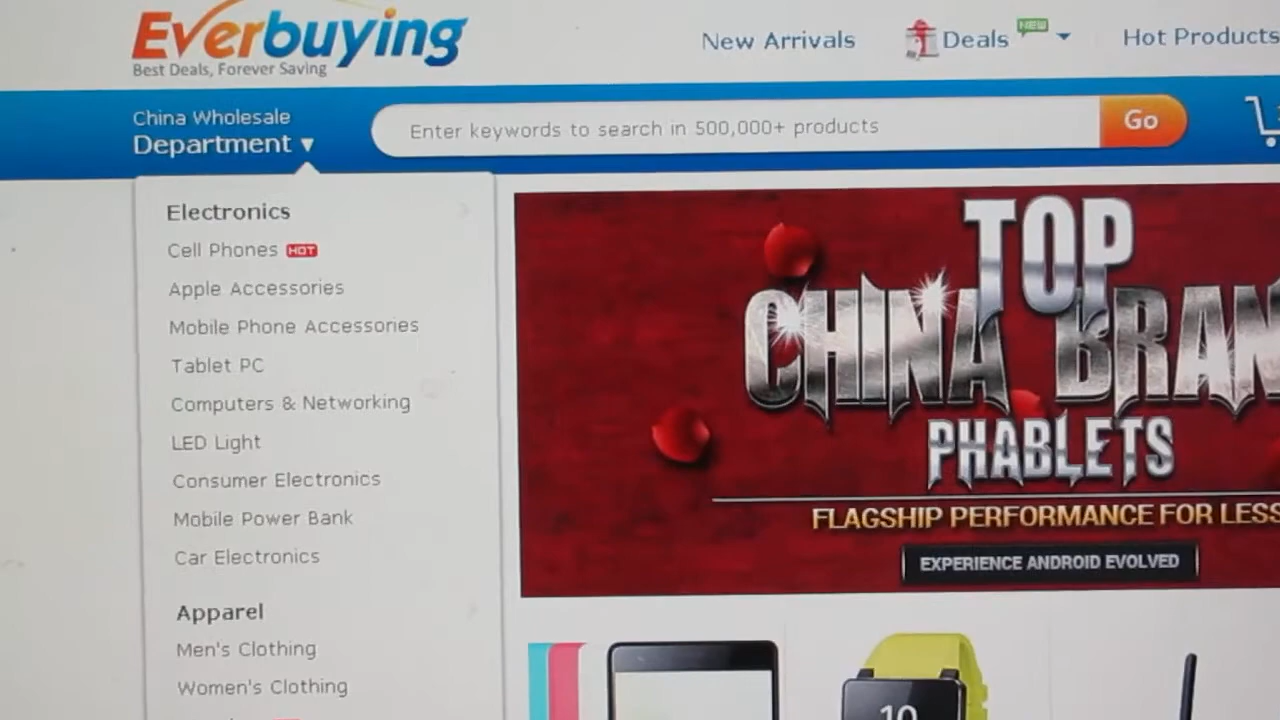 Everbuying
Best Deals, Forever Saving
New Arrivals
Deals
NEW
Hot Products
China Wholesale
Department
Enter keywords to search in 500,000+ products
Go
Electronics
Cell Phones HOT
Apple Accessories
Mobile Phone Accessories
Tablet PC
Computers & Networking
LED Light
Consumer Electronics
Mobile Power Bank
Car Electronics
Apparel
Men's Clothing
Women's Clothing
TOP
CHINA BRAN
PHABLETS
FLAGSHIP PERFORMANCE FOR LESS
EXPERIENCE ANDROID EVOLVED
10